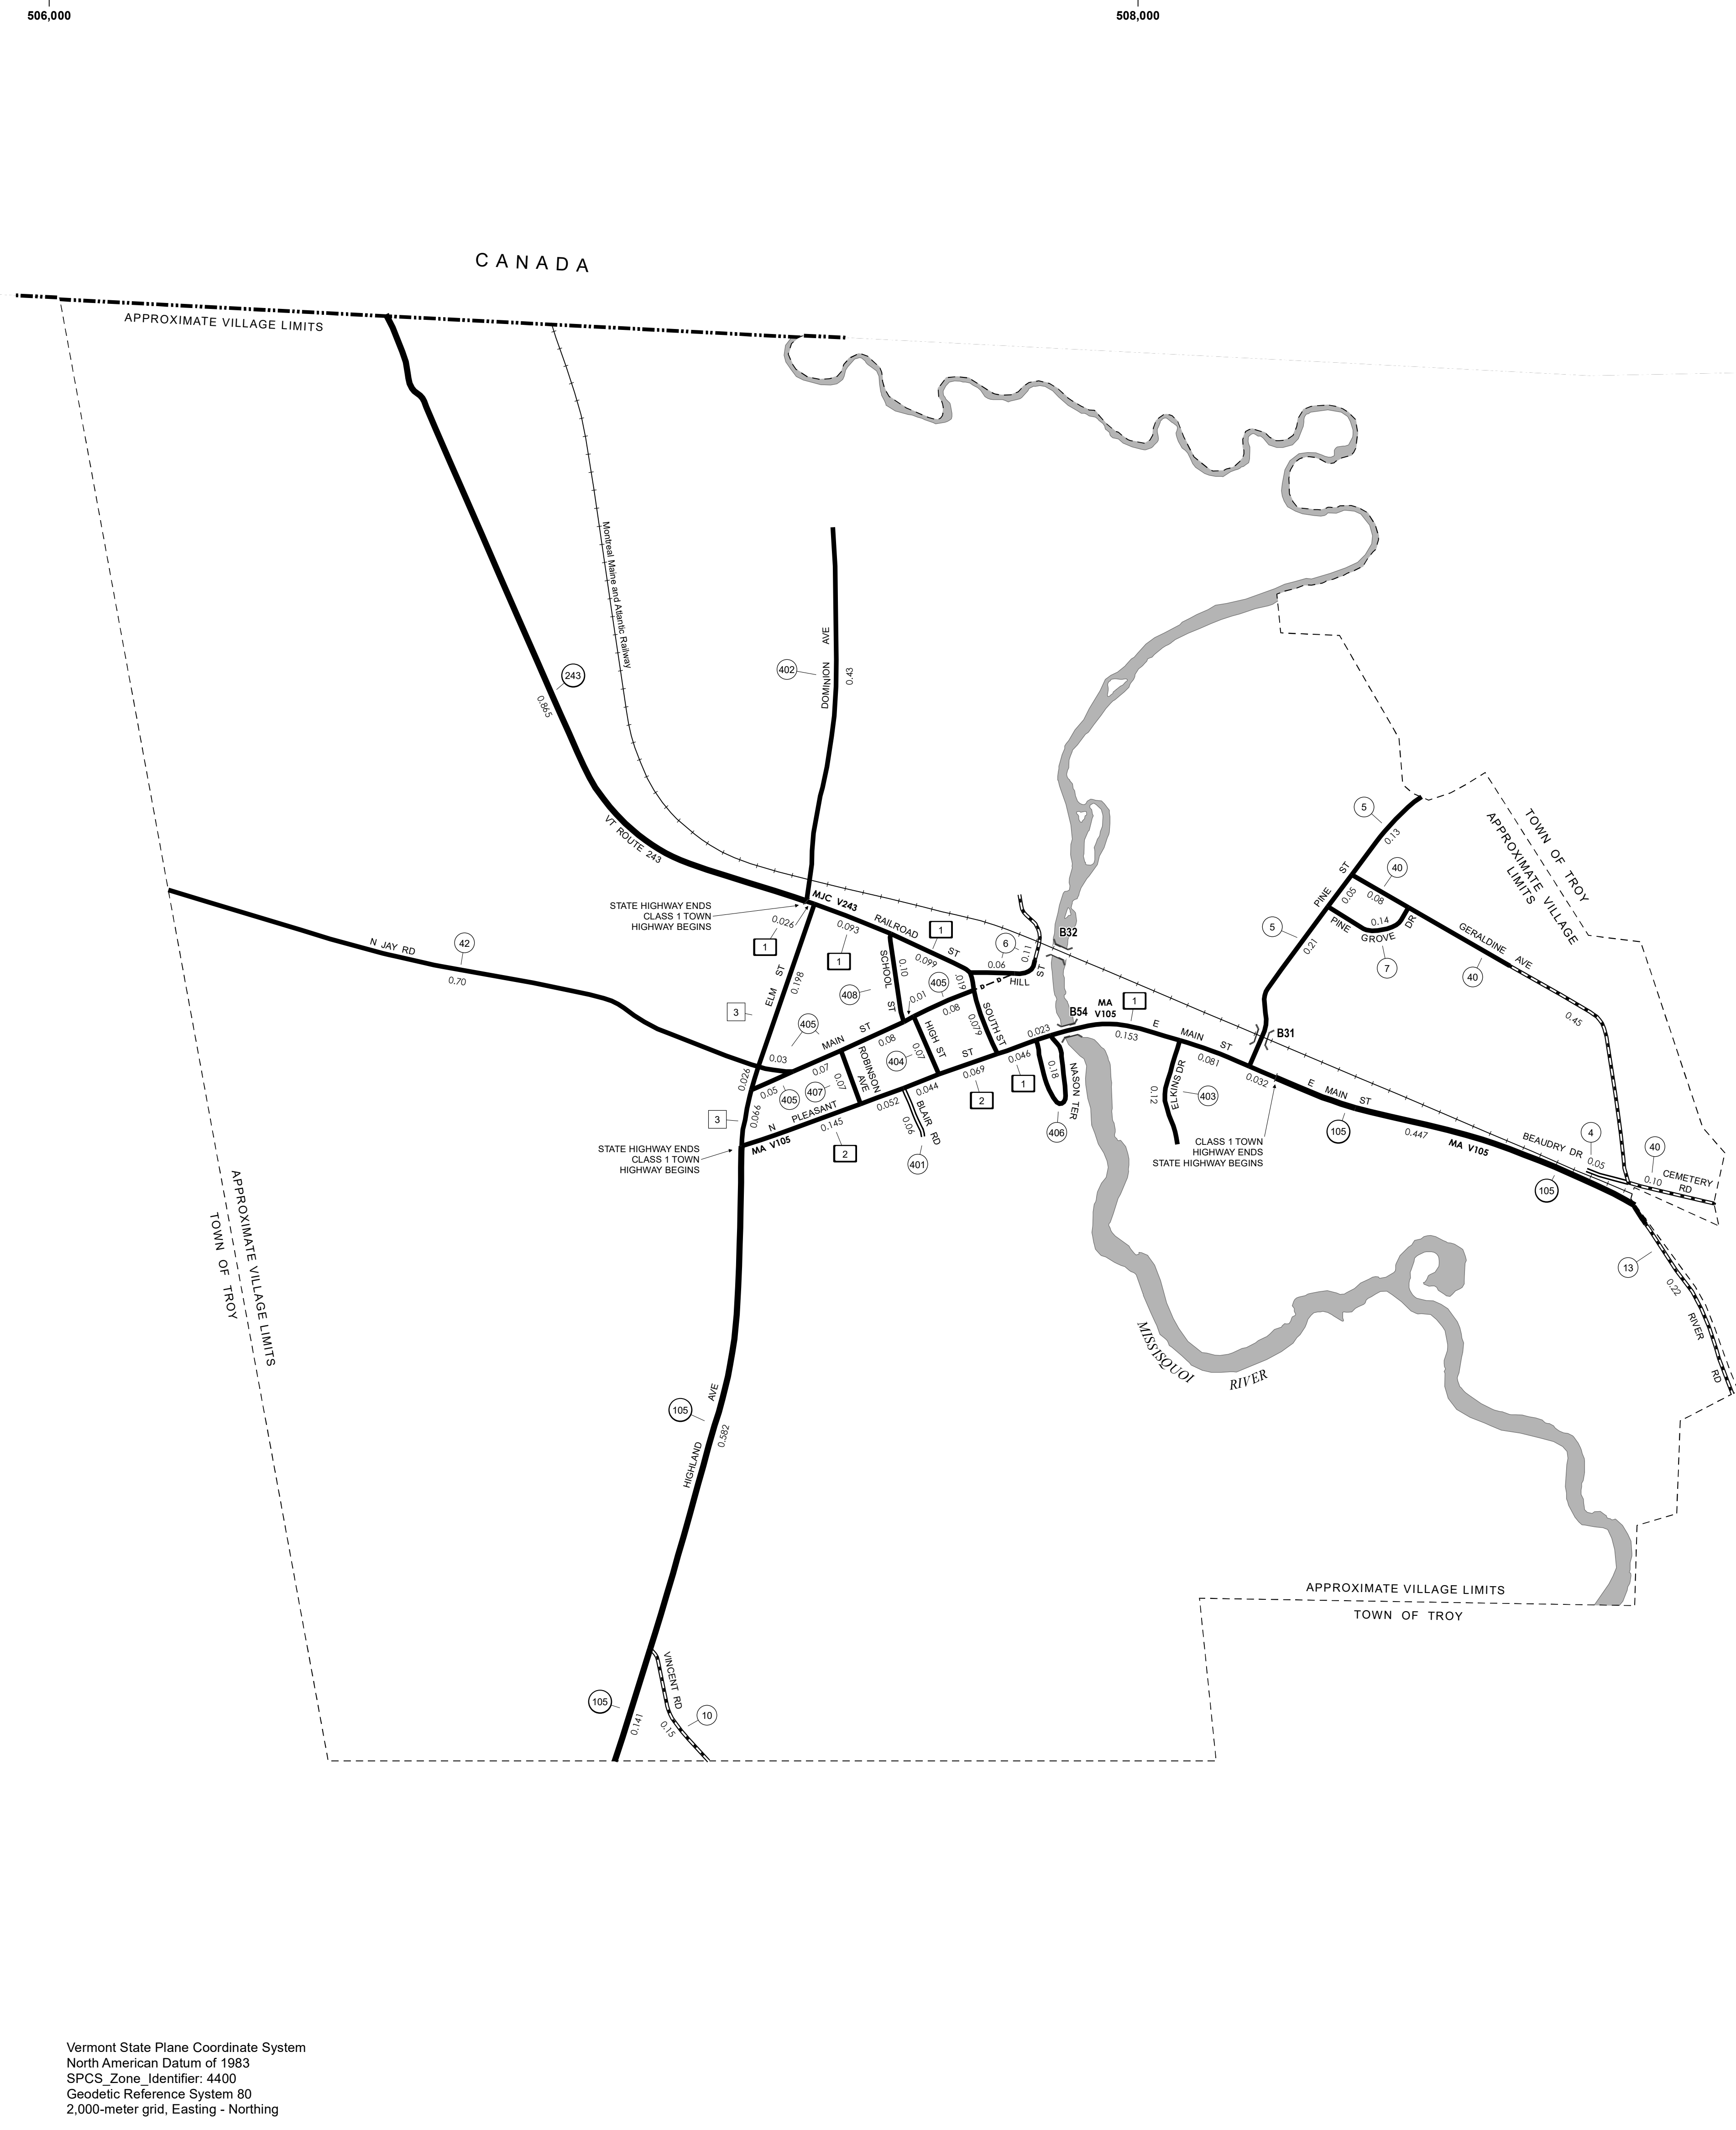 506,000
508,000
CANADA
APPROXIMATE VILLAGE LIMITS
Montreal Maine and Atlantic Railway
243
0.865
402
DOMINION AVE
0.43
VT ROUTE 243
STATE HIGHWAY ENDS
CLASS 1 TOWN
HIGHWAY BEGINS
MJC V243
0.026
1
0.093
1
RAILROAD ST
1
0.099
N JAY RD
42
0.70
ELM ST
0.198
3
SCHOOL ST
0.10
408
405
0.01
0.08
.019
6
0.06
0.11
HILL ST
B32
B54
MA
V105
1
0.153
E MAIN ST
0.081
0.032
B31
405
MAIN ST
0.03
0.08
0.07
0.05
405
407
0.07
ROBINSON
AVE
404
HIGH ST
0.07
SOUTH ST
0.079
0.023
0.046
1
0.18
NASON TER
406
0.026
0.066
3
N PLEASANT ST
MA V105
0.145
2
0.052
0.044
0.069
2
BLAIR RD
0.06
401
STATE HIGHWAY ENDS
CLASS 1 TOWN
HIGHWAY BEGINS
ELKINS DR
0.12
403
CLASS 1 TOWN
HIGHWAY ENDS
STATE HIGHWAY BEGINS
5
0.13
PINE ST
0.05
40
0.08
0.14
PINE GROVE DR
7
5
0.21
GERALDINE AVE
40
0.45
TOWN OF TROY
APPROXIMATE VILLAGE
LIMITS
E MAIN ST
105
0.447
MA V105
BEAUDRY DR
4
0.05
40
0.10
CEMETERY
RD
105
13
0.22
RIVER RD
APPROXIMATE VILLAGE LIMITS
TOWN OF TROY
MISSISQUOI RIVER
105
HIGHLAND AVE
0.582
APPROXIMATE VILLAGE LIMITS
TOWN OF TROY
105
0.141
VINCENT RD
0.15
10
Vermont State Plane Coordinate System
North American Datum of 1983
SPCS_Zone_Identifier: 4400
Geodetic Reference System 80
2,000-meter grid, Easting - Northing